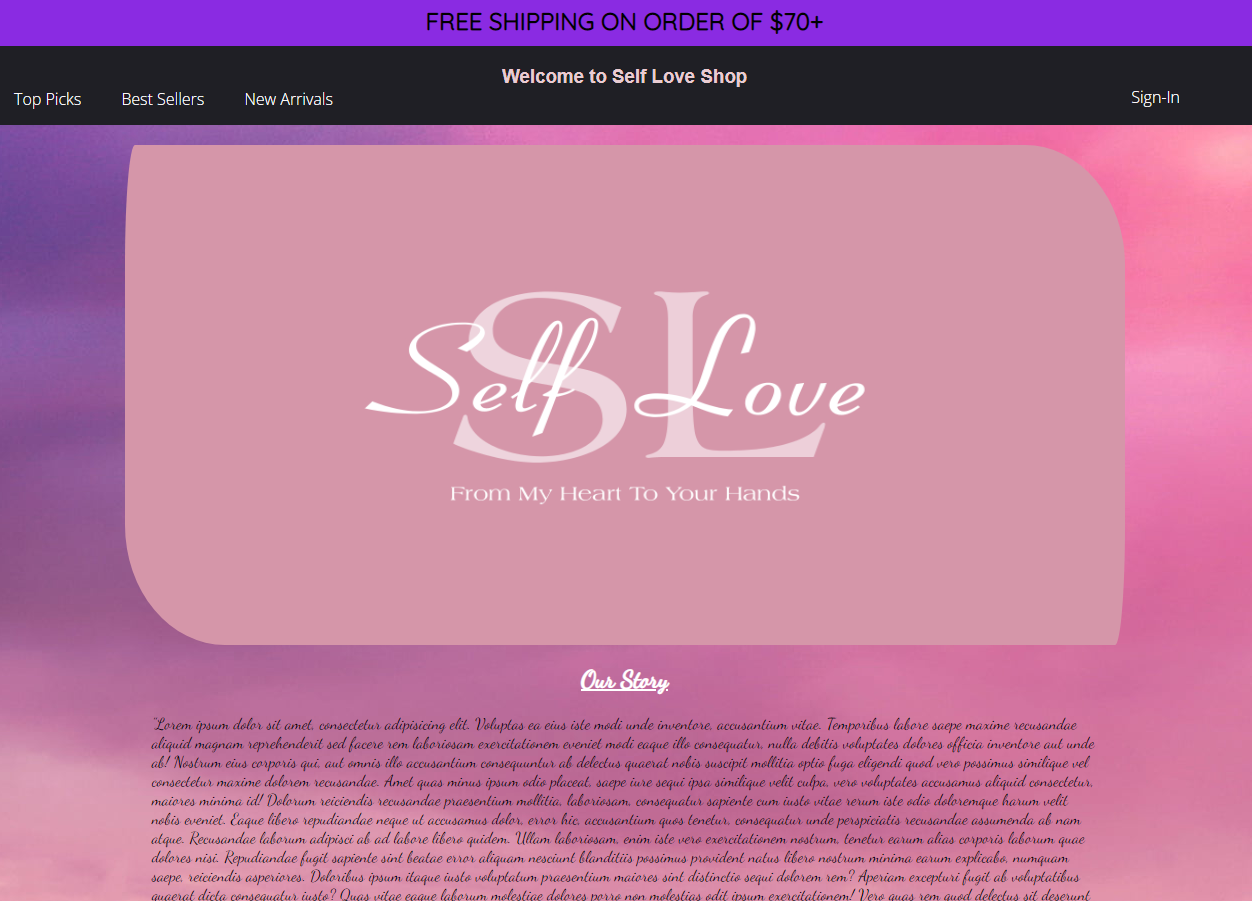 FREE SHIPPING ON ORDER OF $70+
Welcome to Self Love Shop
Top Picks Best Sellers New Arrivals Sign-In
SL
Self Love
From My Heart To Your Hands
Our Story
"Lorem ipsum dolor sit amet, consectetur adipisicing elit. Voluptas ea eius iste modi unde inventore, accusantium vitae. Temporibus labore saepe maxime recusandae
aliquid magnam reprehenderit sed facere rem laboriosam exercitationem eveniet modi eaque illo consequatur, nulla debitis voluptates dolores officia inventore aut unde
ab! Nostrum eius corporis qui, aut omnis illo accusantium consequuntur ab delectus quaerat nobis suscipit mollitia optio fuga eligendi quod vero possimus similique vel
consectetur maxime dolorem recusandae. Amet quas minus ipsum odio placeat, saepe iure sequi ipsa similique velit culpa, vero voluptates accusamus aliquid consectetur,
maiores minima id! Dolorum reiciendis recusandae praesentium mollitia, laboriosam, consequatur sapiente cum iusto vitae rerum iste odio doloremque harum velit
nobis eveniet. Eaque libero repudiandae neque ut accusamus dolor, error hic, accusantium quos tenetur, consequatur unde perspiciatis recusandae assumenda ab nam
atque. Recusandae laborum adipisci ab ad labore libero quidem. Ullam laboriosam, enim iste vero exercitationem nostrum, tenetur earum alias corporis laborum quae
dolores nisi. Repudiandae fugit sapiente sint beatae error aliquam nesciunt blanditiis possimus provident natus libero nostrum minima earum explicabo, numquam
saepe, reiciendis asperiores. Doloribus ipsum itaque iusto voluptatum praesentium maiores sint distinctio sequi dolorem rem? Aperiam excepturi fugit ab voluptatibus
quaerat dicta consequatur iusto? Quas vitae eaque laborum molestiae dolores porro non molestias odit ipsum exercitationem! Vero quas rem quod delectus sit deserunt